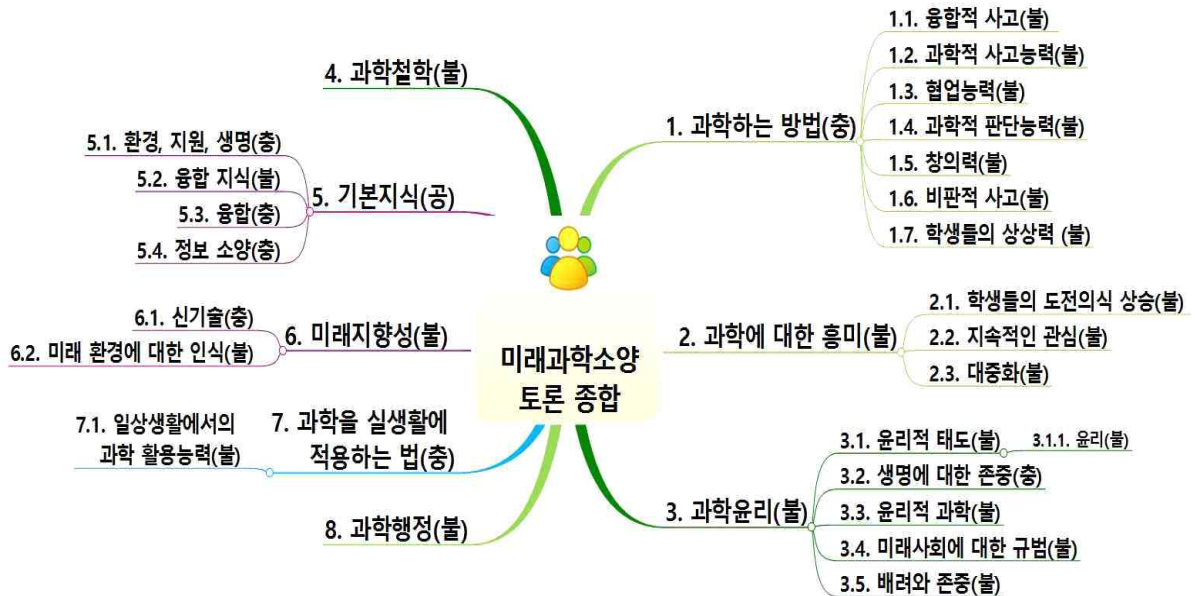 미래과학소양
토론 종합
1. 과학하는 방법(충)
1.1. 융합적 사고(불)
1.2. 과학적 사고능력(불)
1.3. 협업능력(불)
1.4. 과학적 판단능력(불)
1.5. 창의력(불)
1.6. 비판적 사고(불)
1.7. 학생들의 상상력 (불)
2. 과학에 대한 흥미(불)
2.1. 학생들의 도전의식 상승(불)
2.2. 지속적인 관심(불)
2.3. 대중화(불)
3. 과학윤리(불)
3.1. 윤리적 태도(불)
3.1.1. 윤리(불)
3.2. 생명에 대한 존중(충)
3.3. 윤리적 과학(불)
3.4. 미래사회에 대한 규범(불)
3.5. 배려와 존중(불)
4. 과학철학(불)
5. 기본지식(공)
5.1. 환경, 지원, 생명(충)
5.2. 융합 지식(불)
5.3. 융합(충)
5.4. 정보 소양(충)
6. 미래지향성(불)
6.1. 신기술(충)
6.2. 미래 환경에 대한 인식(불)
7. 과학을 실생활에
적용하는 법(충)
7.1. 일상생활에서의
과학 활용능력(불)
8. 과학행정(불)